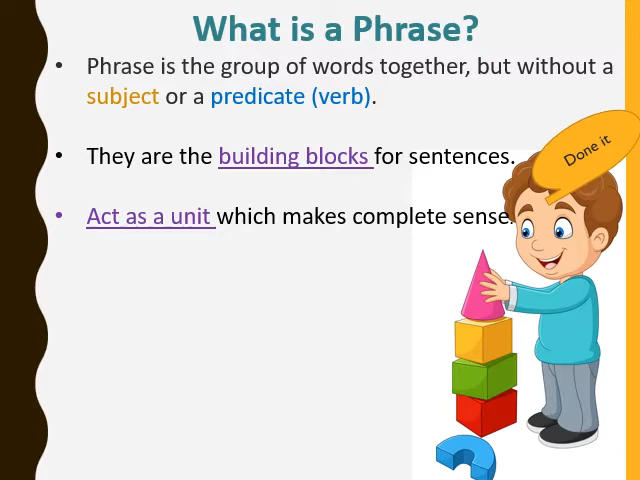 What is a Phrase?
• Phrase is the group of words together, but without a
subject or a predicate (verb).
• They are the building blocks for sentences.
• Act as a unit which makes complete sense.
Done it